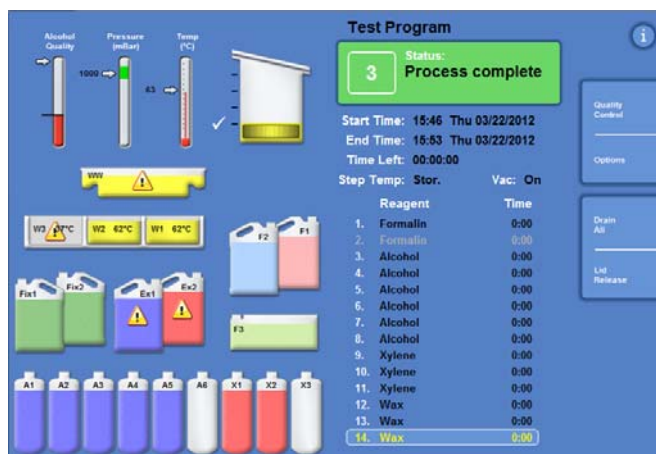 Test Program
Alcohol Quality
Pressure (mBar)
Temp (°C)
1000
63
3
Status:
Process complete
Start Time: 15:46 Thu 03/22/2012
End Time: 15:53 Thu 03/22/2012
Time Left: 00:00:00
Step Temp: Stor. Vac: On
Reagent Time
1. Formalin 0:00
2. Formalin 0:00
3. Alcohol 0:00
4. Alcohol 0:00
5. Alcohol 0:00
6. Alcohol 0:00
7. Alcohol 0:00
8. Alcohol 0:00
9. Xylene 0:00
10. Xylene 0:00
11. Xylene 0:00
12. Wax 0:00
13. Wax 0:00
14. Wax 0:00
WW
W3
W2 62°C
W1 62°C
F2
F1
Fix1
Fix2
Ex1
Ex2
F3
A1
A2
A3
A4
A5
A6
X1
X2
X3
i
Quality Control
Options
Drain All
Lid Release